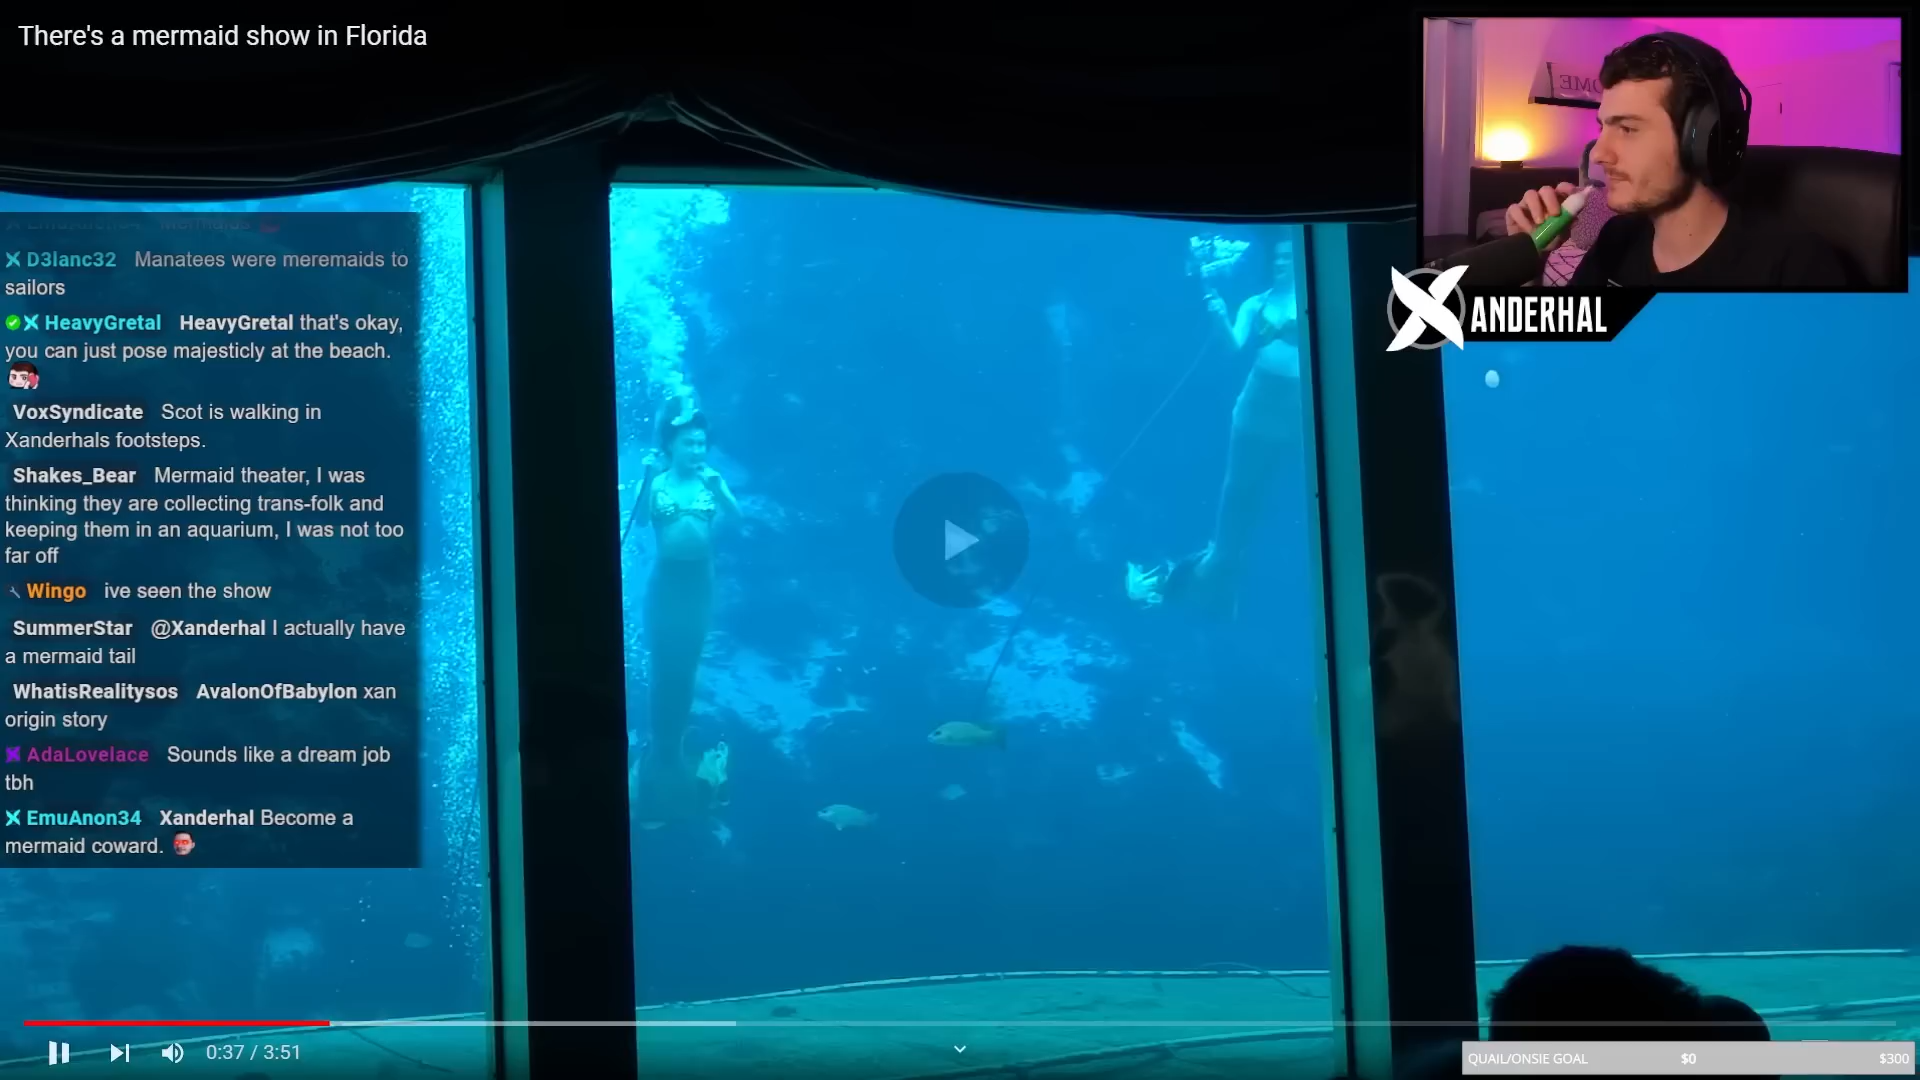 There's a mermaid show in Florida
HOME
XANDERHAL
D3lanc32 Manatees were meremaids to
sailors
HeavyGretal HeavyGretal that's okay,
you can just pose majesticly at the beach.
VoxSyndicate Scot is walking in
Xanderhals footsteps.
Shakes_Bear Mermaid theater, I was
thinking they are collecting trans-folk and
keeping them in an aquarium, I was not too
far off
Wingo ive seen the show
SummerStar @Xanderhal I actually have
a mermaid tail
WhatisRealitysos AvalonOfBabylon xan
origin story
AdaLovelace Sounds like a dream job
tbh
EmuAnon34 Xanderhal Become a
mermaid coward.
0:37 / 3:51
QUAIL/ONSIE GOAL $0 $300